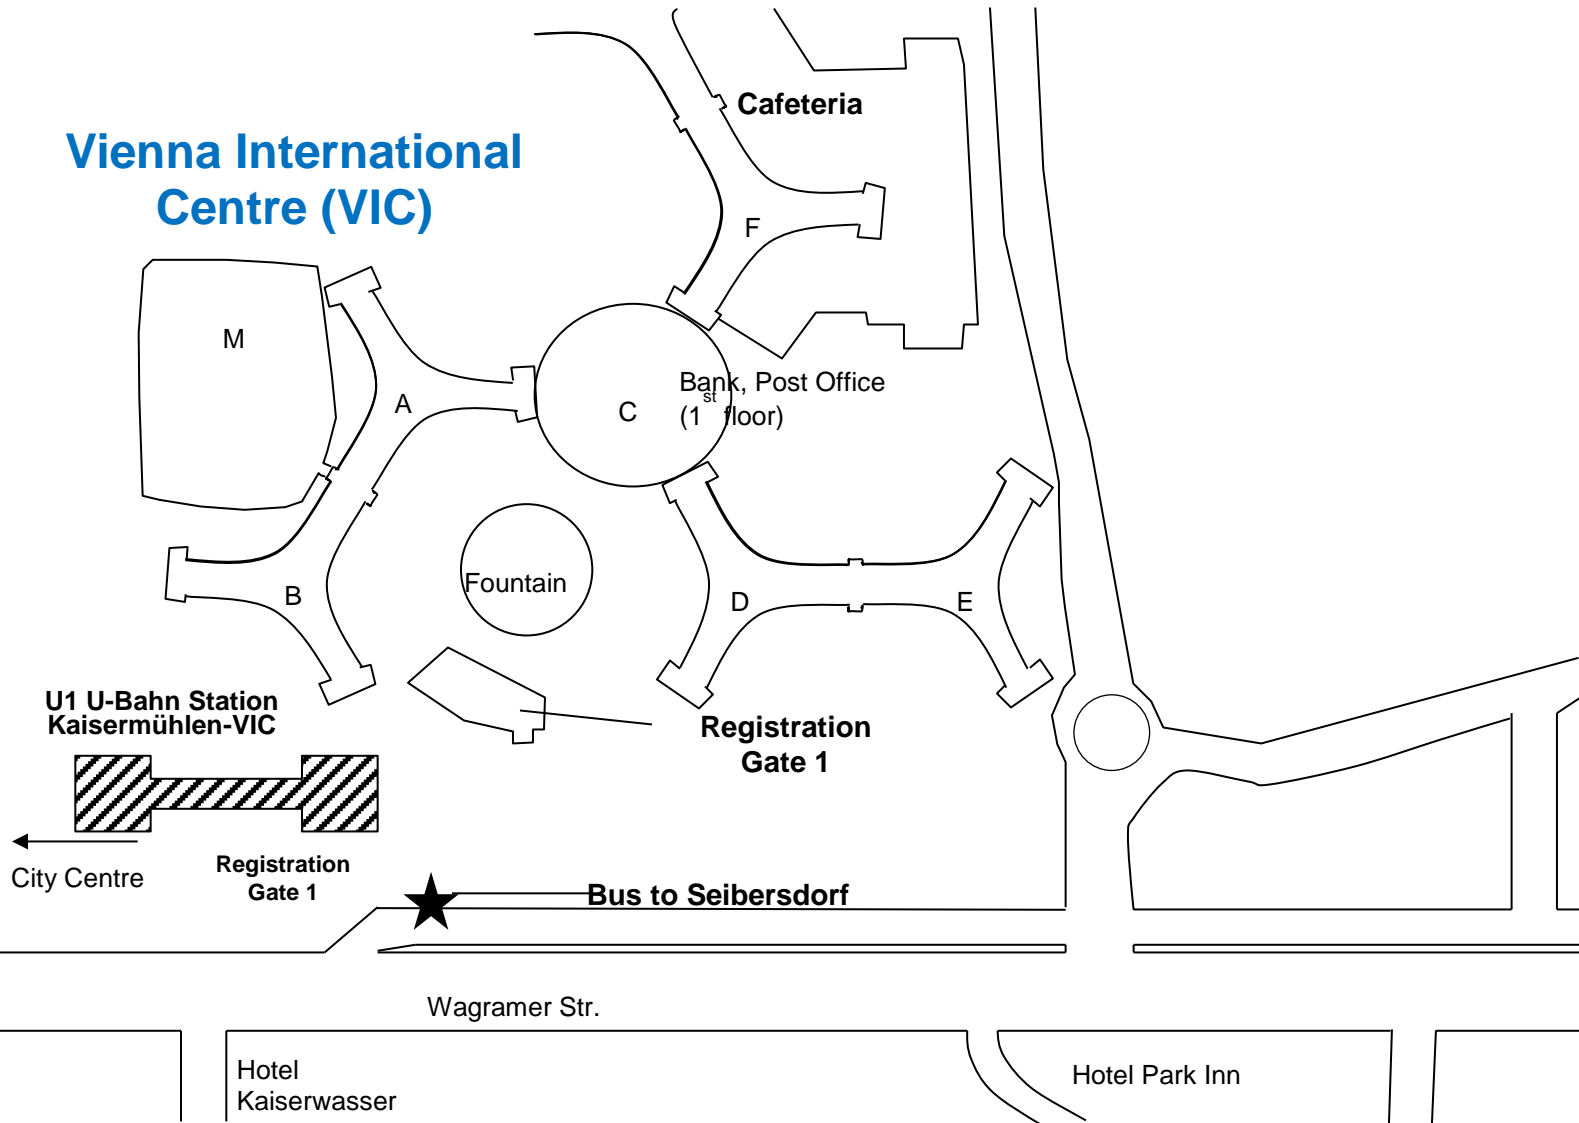 Cafeteria
Vienna International
Centre (VIC)
F
M
Bank, Post Office
(1st floor)
A
C
Fountain
B
D
E
U1 U-Bahn Station
Kaisermühlen-VIC
Registration
Gate 1
City Centre
Registration
Gate 1
Bus to Seibersdorf
Wagramer Str.
Hotel
Kaiserwasser
Hotel Park Inn